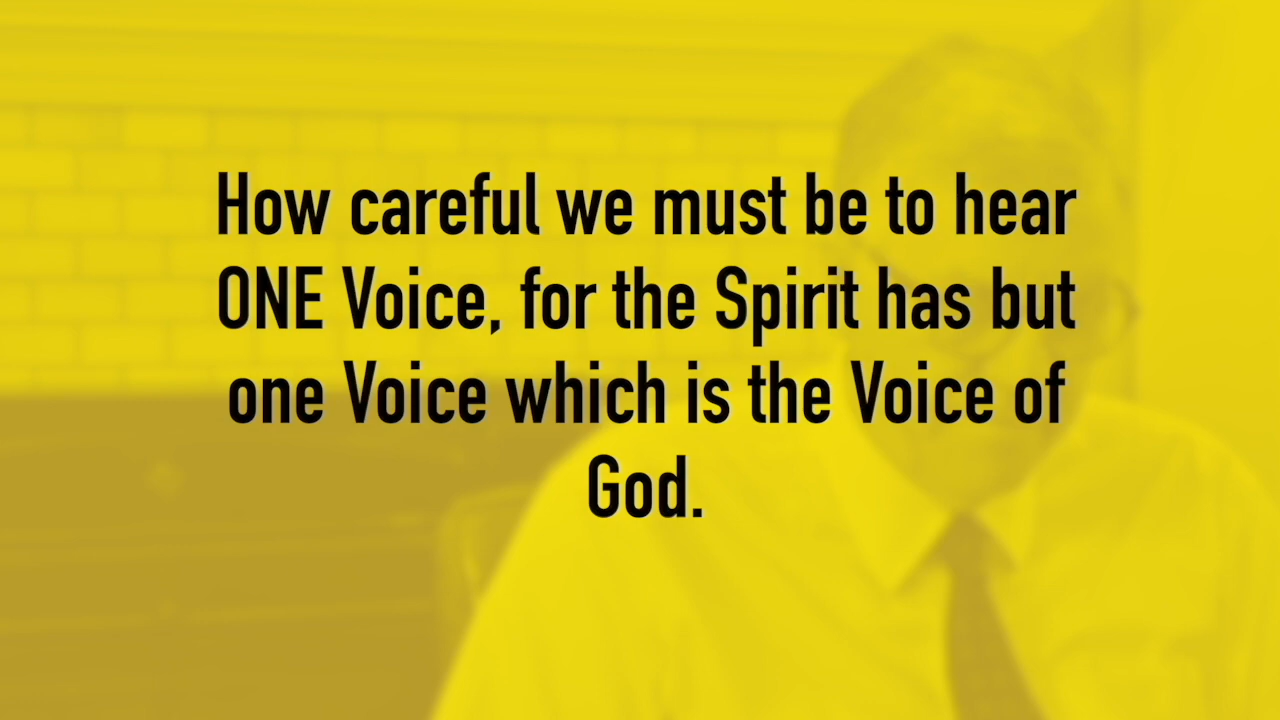 How careful we must be to hear
ONE Voice, for the Spirit has but
one Voice which is the Voice of
God.